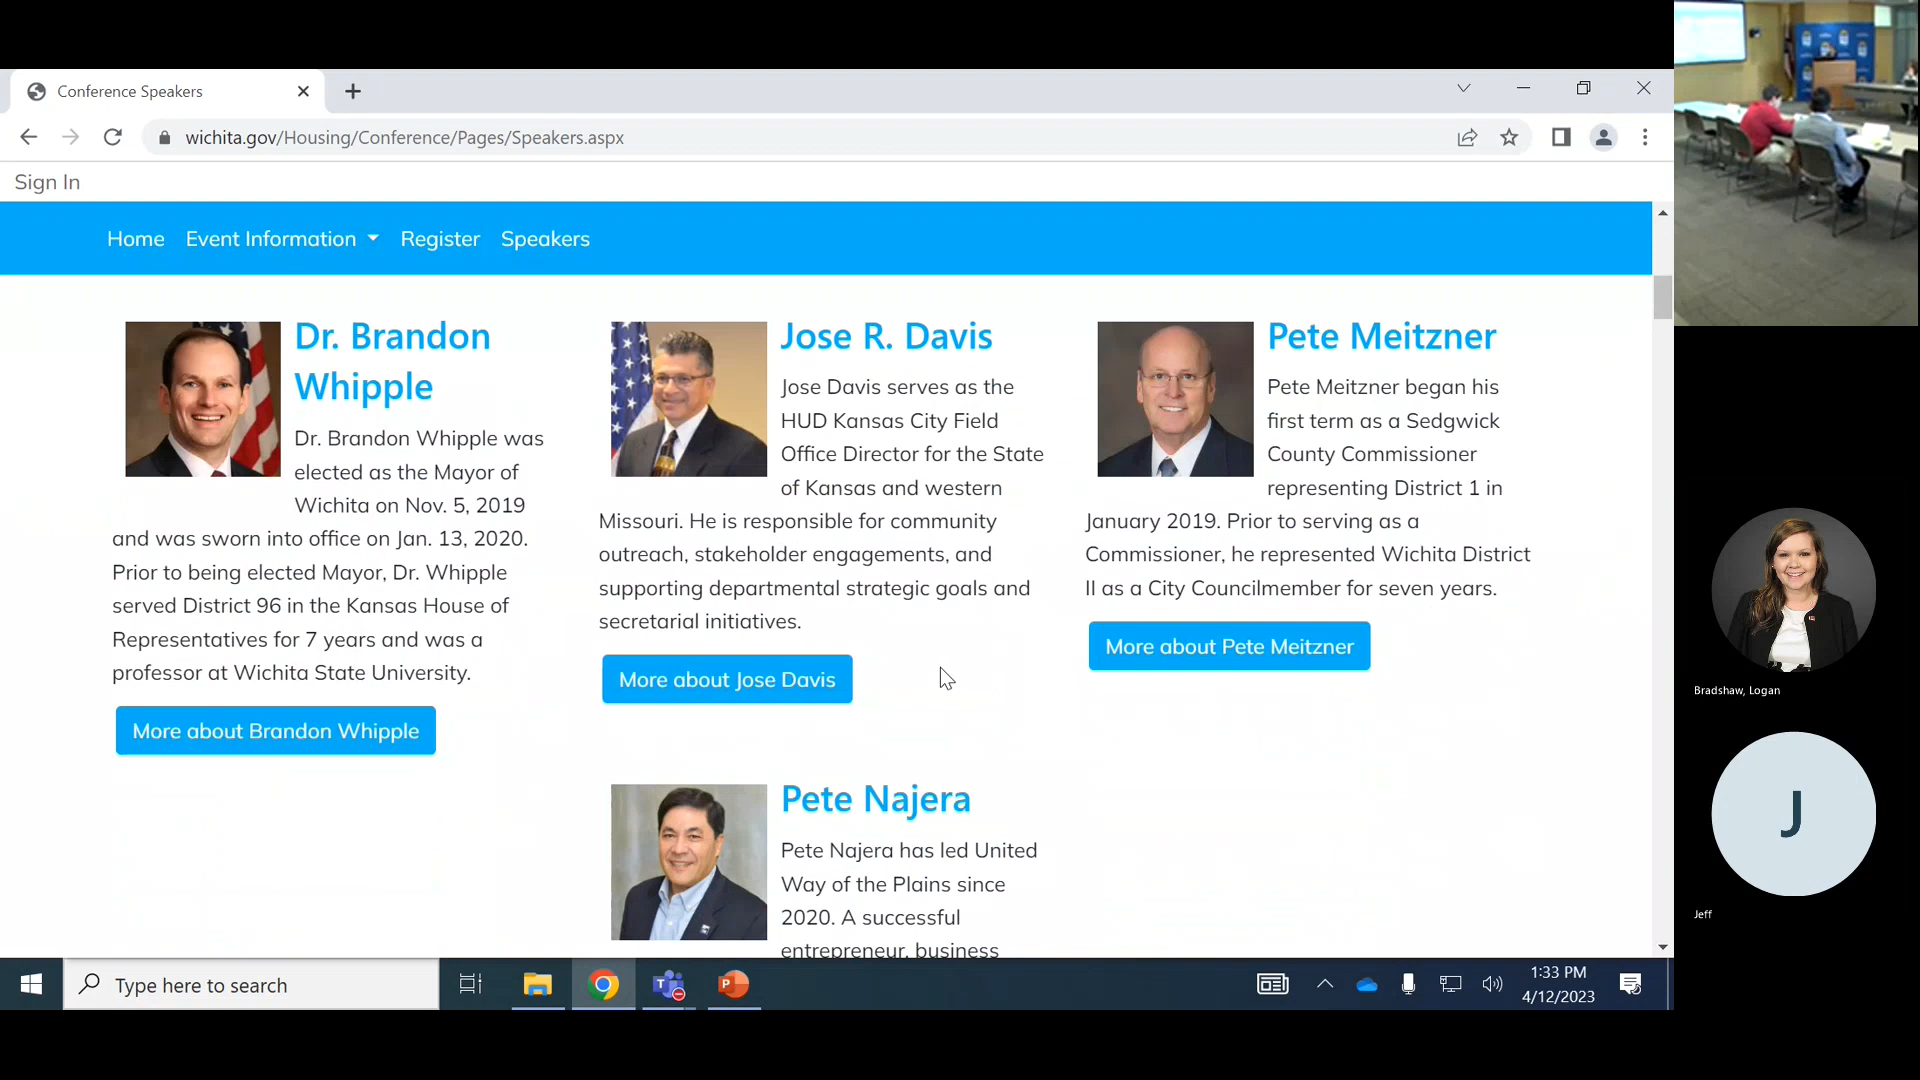 Conference Speakers
wichita.gov/Housing/Conference/Pages/Speakers.aspx
Sign In
Home Event Information Register Speakers
Dr. Brandon
Whipple
Dr. Brandon Whipple was
elected as the Mayor of
Wichita on Nov. 5, 2019
and was sworn into office on Jan. 13, 2020.
Prior to being elected Mayor, Dr. Whipple
served District 96 in the Kansas House of
Representatives for 7 years and was a
professor at Wichita State University.
More about Brandon Whipple
Jose R. Davis
Jose Davis serves as the
HUD Kansas City Field
Office Director for the State
of Kansas and western
Missouri. He is responsible for community
outreach, stakeholder engagements, and
supporting departmental strategic goals and
secretarial initiatives.
More about Jose Davis
Pete Meitzner
Pete Meitzner began his
first term as a Sedgwick
County Commissioner
representing District 1 in
January 2019. Prior to serving as a
Commissioner, he represented Wichita District
II as a City Councilmember for seven years.
More about Pete Meitzner
Pete Najera
Pete Najera has led United
Way of the Plains since
2020. A successful
entrepreneur, business
Type here to search
1:33 PM
4/12/2023
Bradshaw, Logan
J
Jeff